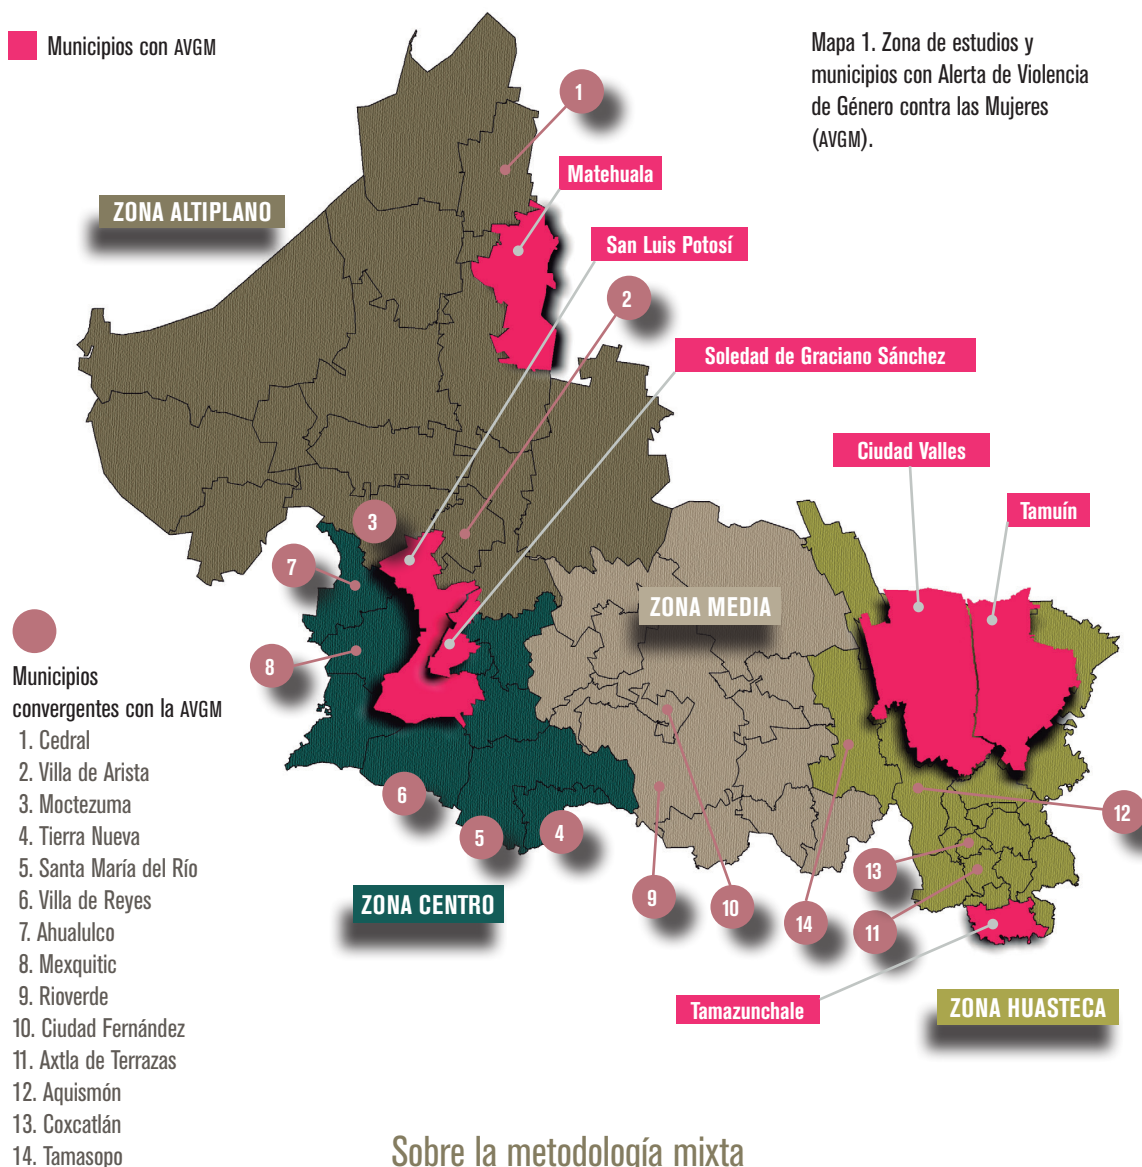 Municipios con AVGM
Mapa 1. Zona de estudios y
municipios con Alerta de Violencia
de Género contra las Mujeres
(AVGM).
1
Matehuala
ZONA ALTIPLANO
San Luis Potosí
2
Soledad de Graciano Sánchez
Ciudad Valles
Tamuín
3
7
ZONA MEDIA
8
6
5
4
12
13
9
10
14
11
ZONA CENTRO
Tamazunchale
ZONA HUASTECA
Municipios
convergentes con la AVGM
1. Cedral
2. Villa de Arista
3. Moctezuma
4. Tierra Nueva
5. Santa María del Río
6. Villa de Reyes
7. Ahualulco
8. Mexquitic
9. Rioverde
10. Ciudad Fernández
11. Axtla de Terrazas
12. Aquismón
13. Coxcatlán
14. Tamasopo
Sobre la metodología mixta